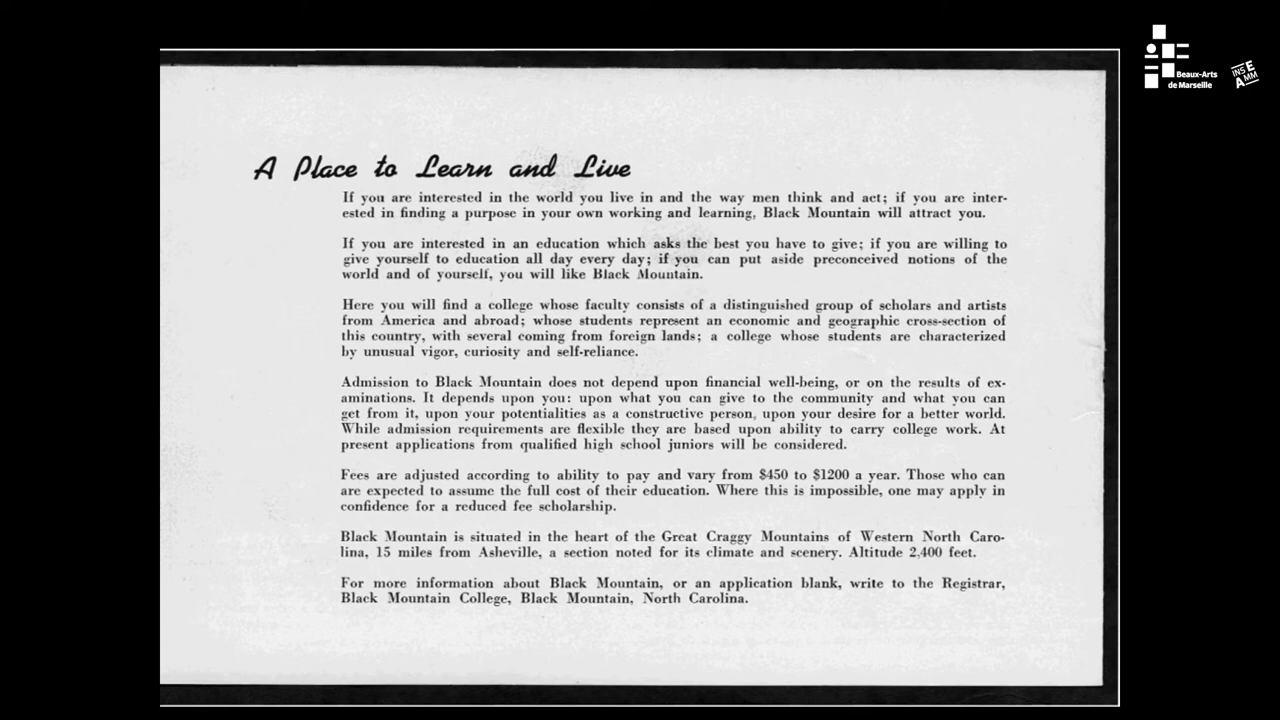 Beaux-Arts
de Marseille
INS E
A MM
A Place to Learn and Live
If you are interested in the world you live in and the way men think and act; if you are inter-
ested in finding a purpose in your own working and learning, Black Mountain will attract you.
If you are interested in an education which asks the best you have to give; if you are willing to
give yourself to education all day every day; if you can put aside preconceived notions of the
world and of yourself, you will like Black Mountain.
Here you will find a college whose faculty consists of a distinguished group of scholars and artists
from America and abroad; whose students represent an economic and geographic cross-section of
this country, with several coming from foreign lands; a college whose students are characterized
by unusual vigor, curiosity and self-reliance.
Admission to Black Mountain does not depend upon financial well-being, or on the results of ex-
aminations. It depends upon you: upon what you can give to the community and what you can
get from it, upon your potentialities as a constructive person, upon your desire for a better world.
While admission requirements are flexible they are based upon ability to carry college work. At
present applications from qualified high school juniors will be considered.
Fees are adjusted according to ability to pay and vary from $450 to $1200 a year. Those who can
are expected to assume the full cost of their education. Where this is impossible, one may apply in
confidence for a reduced fee scholarship.
Black Mountain is situated in the heart of the Great Craggy Mountains of Western North Caro-
lina, 15 miles from Asheville, a section noted for its climate and scenery. Altitude 2,400 feet.
For more information about Black Mountain, or an application blank, write to the Registrar,
Black Mountain College, Black Mountain, North Carolina.